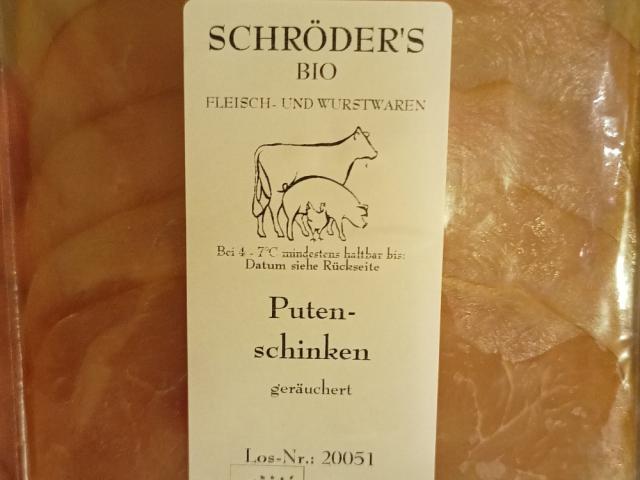 SCHRÖDER'S
BIO
FLEISCH- UND WURSTWAREN
Bei 4 - 7°C mindestens haltbar bis:
Datum siehe Rückseite
Puten-
schinken
geräuchert
Los-Nr.: 20051